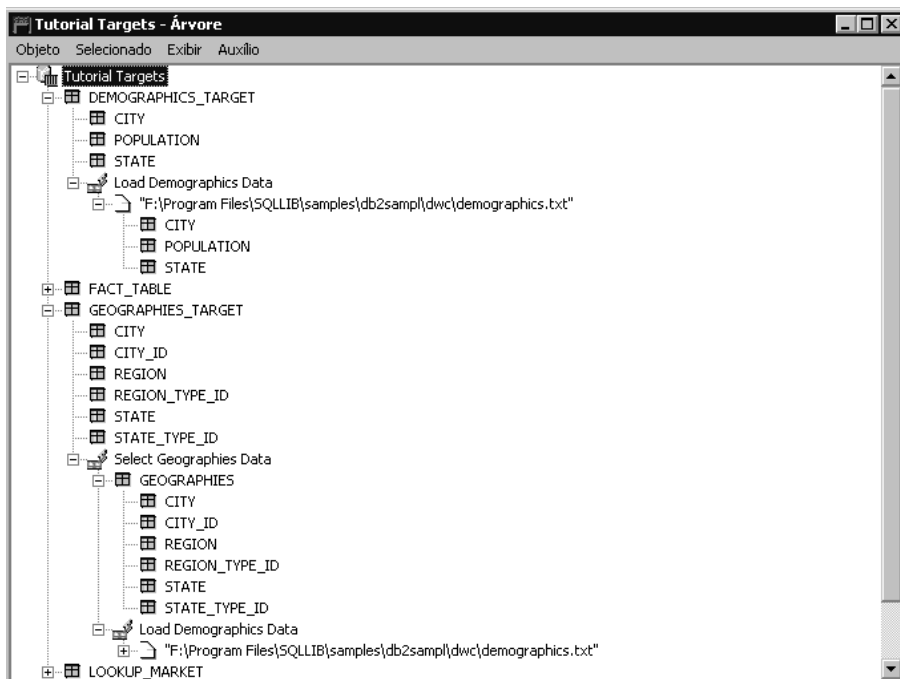 Tutorial Targets - Árvore
Objeto Selecionado Exibir Auxílio
Tutorial Targets
DEMOGRAPHICS_TARGET
CITY
POPULATION
STATE
Load Demographics Data
"F:\Program Files\SQLLIB\samples\db2sampl\dwc\demographics.txt"
CITY
POPULATION
STATE
FACT_TABLE
GEOGRAPHIES_TARGET
CITY
CITY_ID
REGION
REGION_TYPE_ID
STATE
STATE_TYPE_ID
Select Geographies Data
GEOGRAPHIES
CITY
CITY_ID
REGION
REGION_TYPE_ID
STATE
STATE_TYPE_ID
Load Demographics Data
"F:\Program Files\SQLLIB\samples\db2sampl\dwc\demographics.txt"
LOOKUP_MARKET